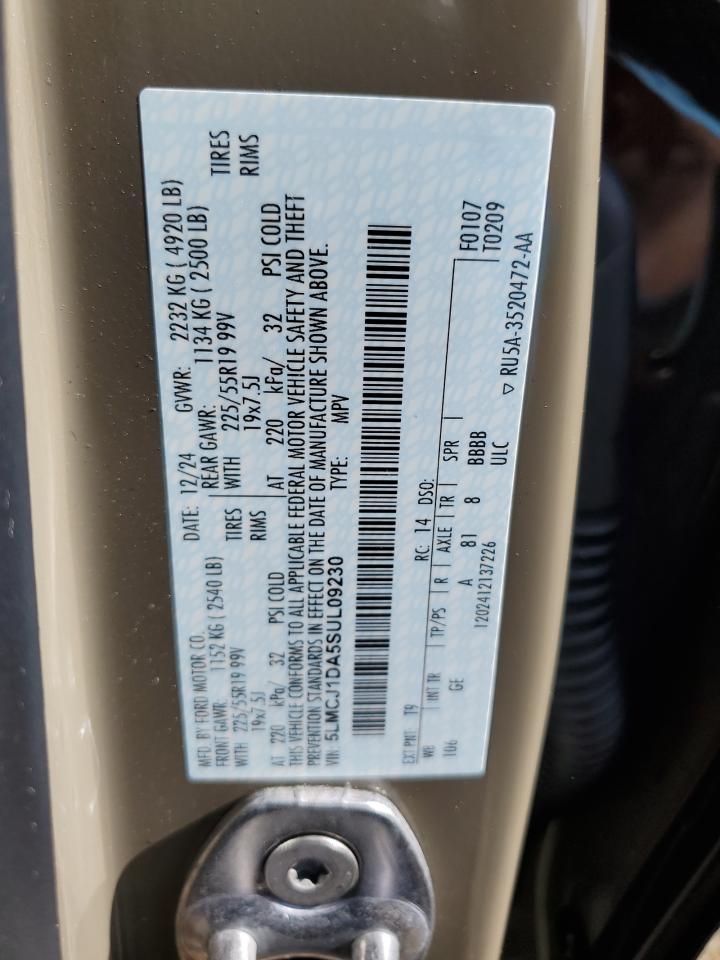 MFD. BY FORD MOTOR CO. DATE: 12/24 GVWR: 2232 KG ( 4920 LB)
FRONT GAWR: 1152 KG ( 2540 LB) REAR GAWR: 1134 KG ( 2500 LB)
WITH 225/55R19 99V TIRES WITH 225/55R19 99V TIRES
19x7.5J RIMS 19x7.5J RIMS
AT 220 kPa/ 32 PSI COLD AT 220 kPa/ 32 PSI COLD
THIS VEHICLE CONFORMS TO ALL APPLICABLE FEDERAL MOTOR VEHICLE SAFETY AND THEFT
PREVENTION STANDARDS IN EFFECT ON THE DATE OF MANUFACTURE SHOWN ABOVE.
VIN: 5LMCJ1DA5SUL09230 TYPE: MPV
EXT PNT: T9 RC: 14 DSO: F0107
WB INT TR TP/PS R AXLE TR SPR T0209
106 GE A 81 8 BBBB
1202412137226 ULC ▽ RU5A-3520472-AA